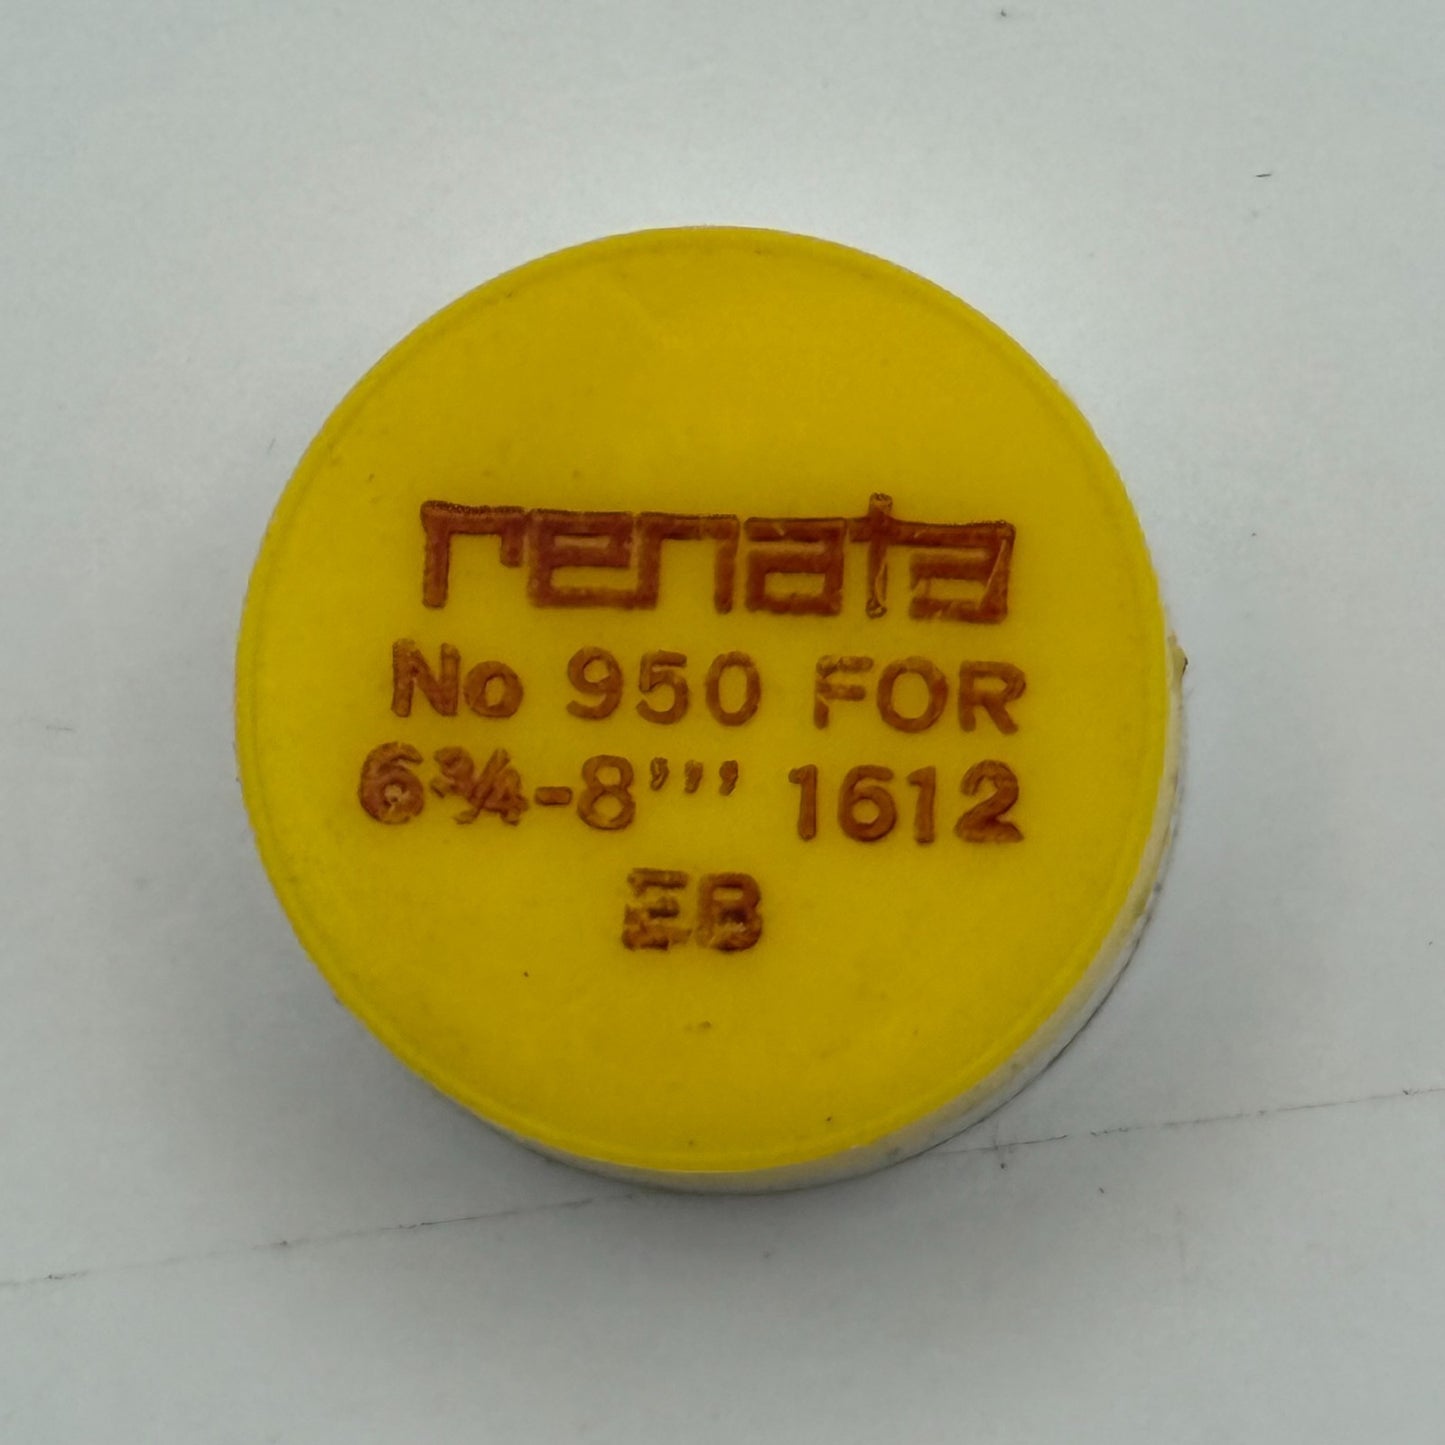 renata
No 950 FOR
6¾-8''' 1612
EB